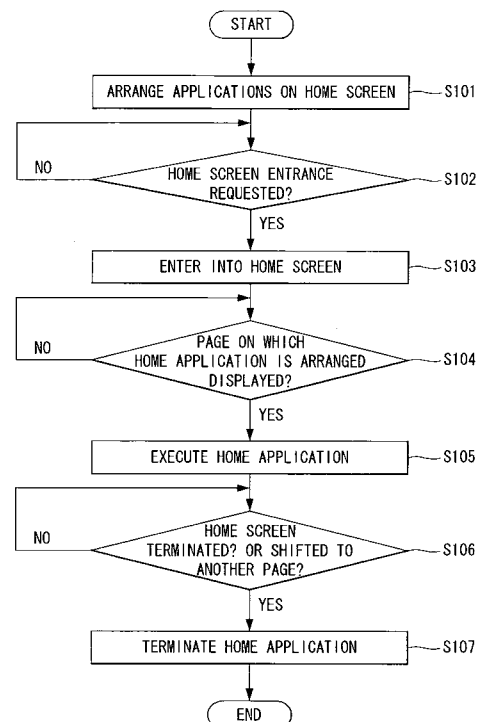 START
ARRANGE APPLICATIONS ON HOME SCREEN
S101
NO
HOME SCREEN ENTRANCE
REQUESTED?
S102
YES
ENTER INTO HOME SCREEN
S103
NO
PAGE ON WHICH
HOME APPLICATION IS ARRANGED
DISPLAYED?
S104
YES
EXECUTE HOME APPLICATION
S105
NO
HOME SCREEN
TERMINATED? OR SHIFTED TO
ANOTHER PAGE?
S106
YES
TERMINATE HOME APPLICATION
S107
END